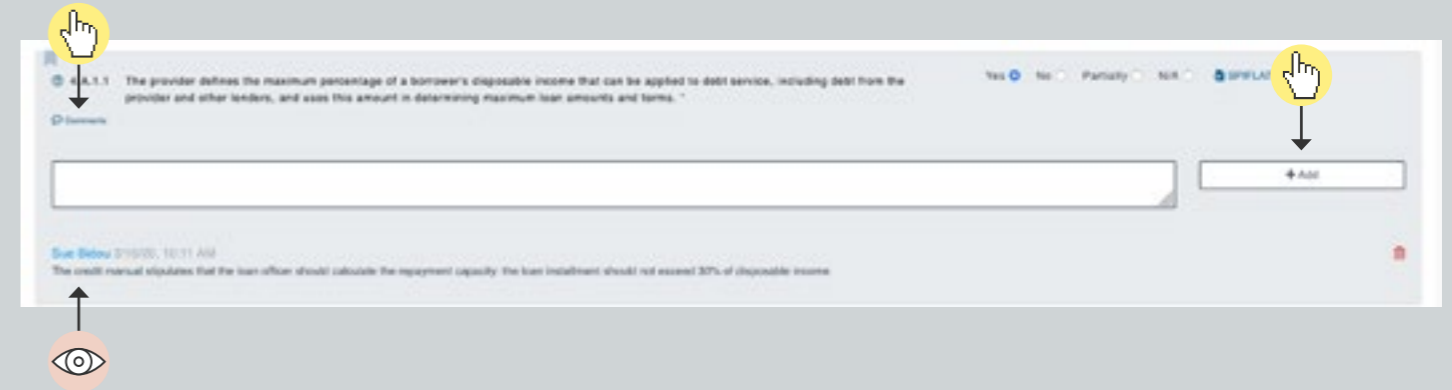 A.1.1 The provider defines the maximum percentage of a borrower's disposable income that can be applied to debt service, including debt from the
provider and other lenders, and uses this amount in determining maximum loan amounts and terms. *
Yes No Partially N/A
Comments
+ Add
Sue 10:11 AM
The credit manual stipulates that the loan officer should calculate the repayment capacity: the loan installment should not exceed 30% of disposable income